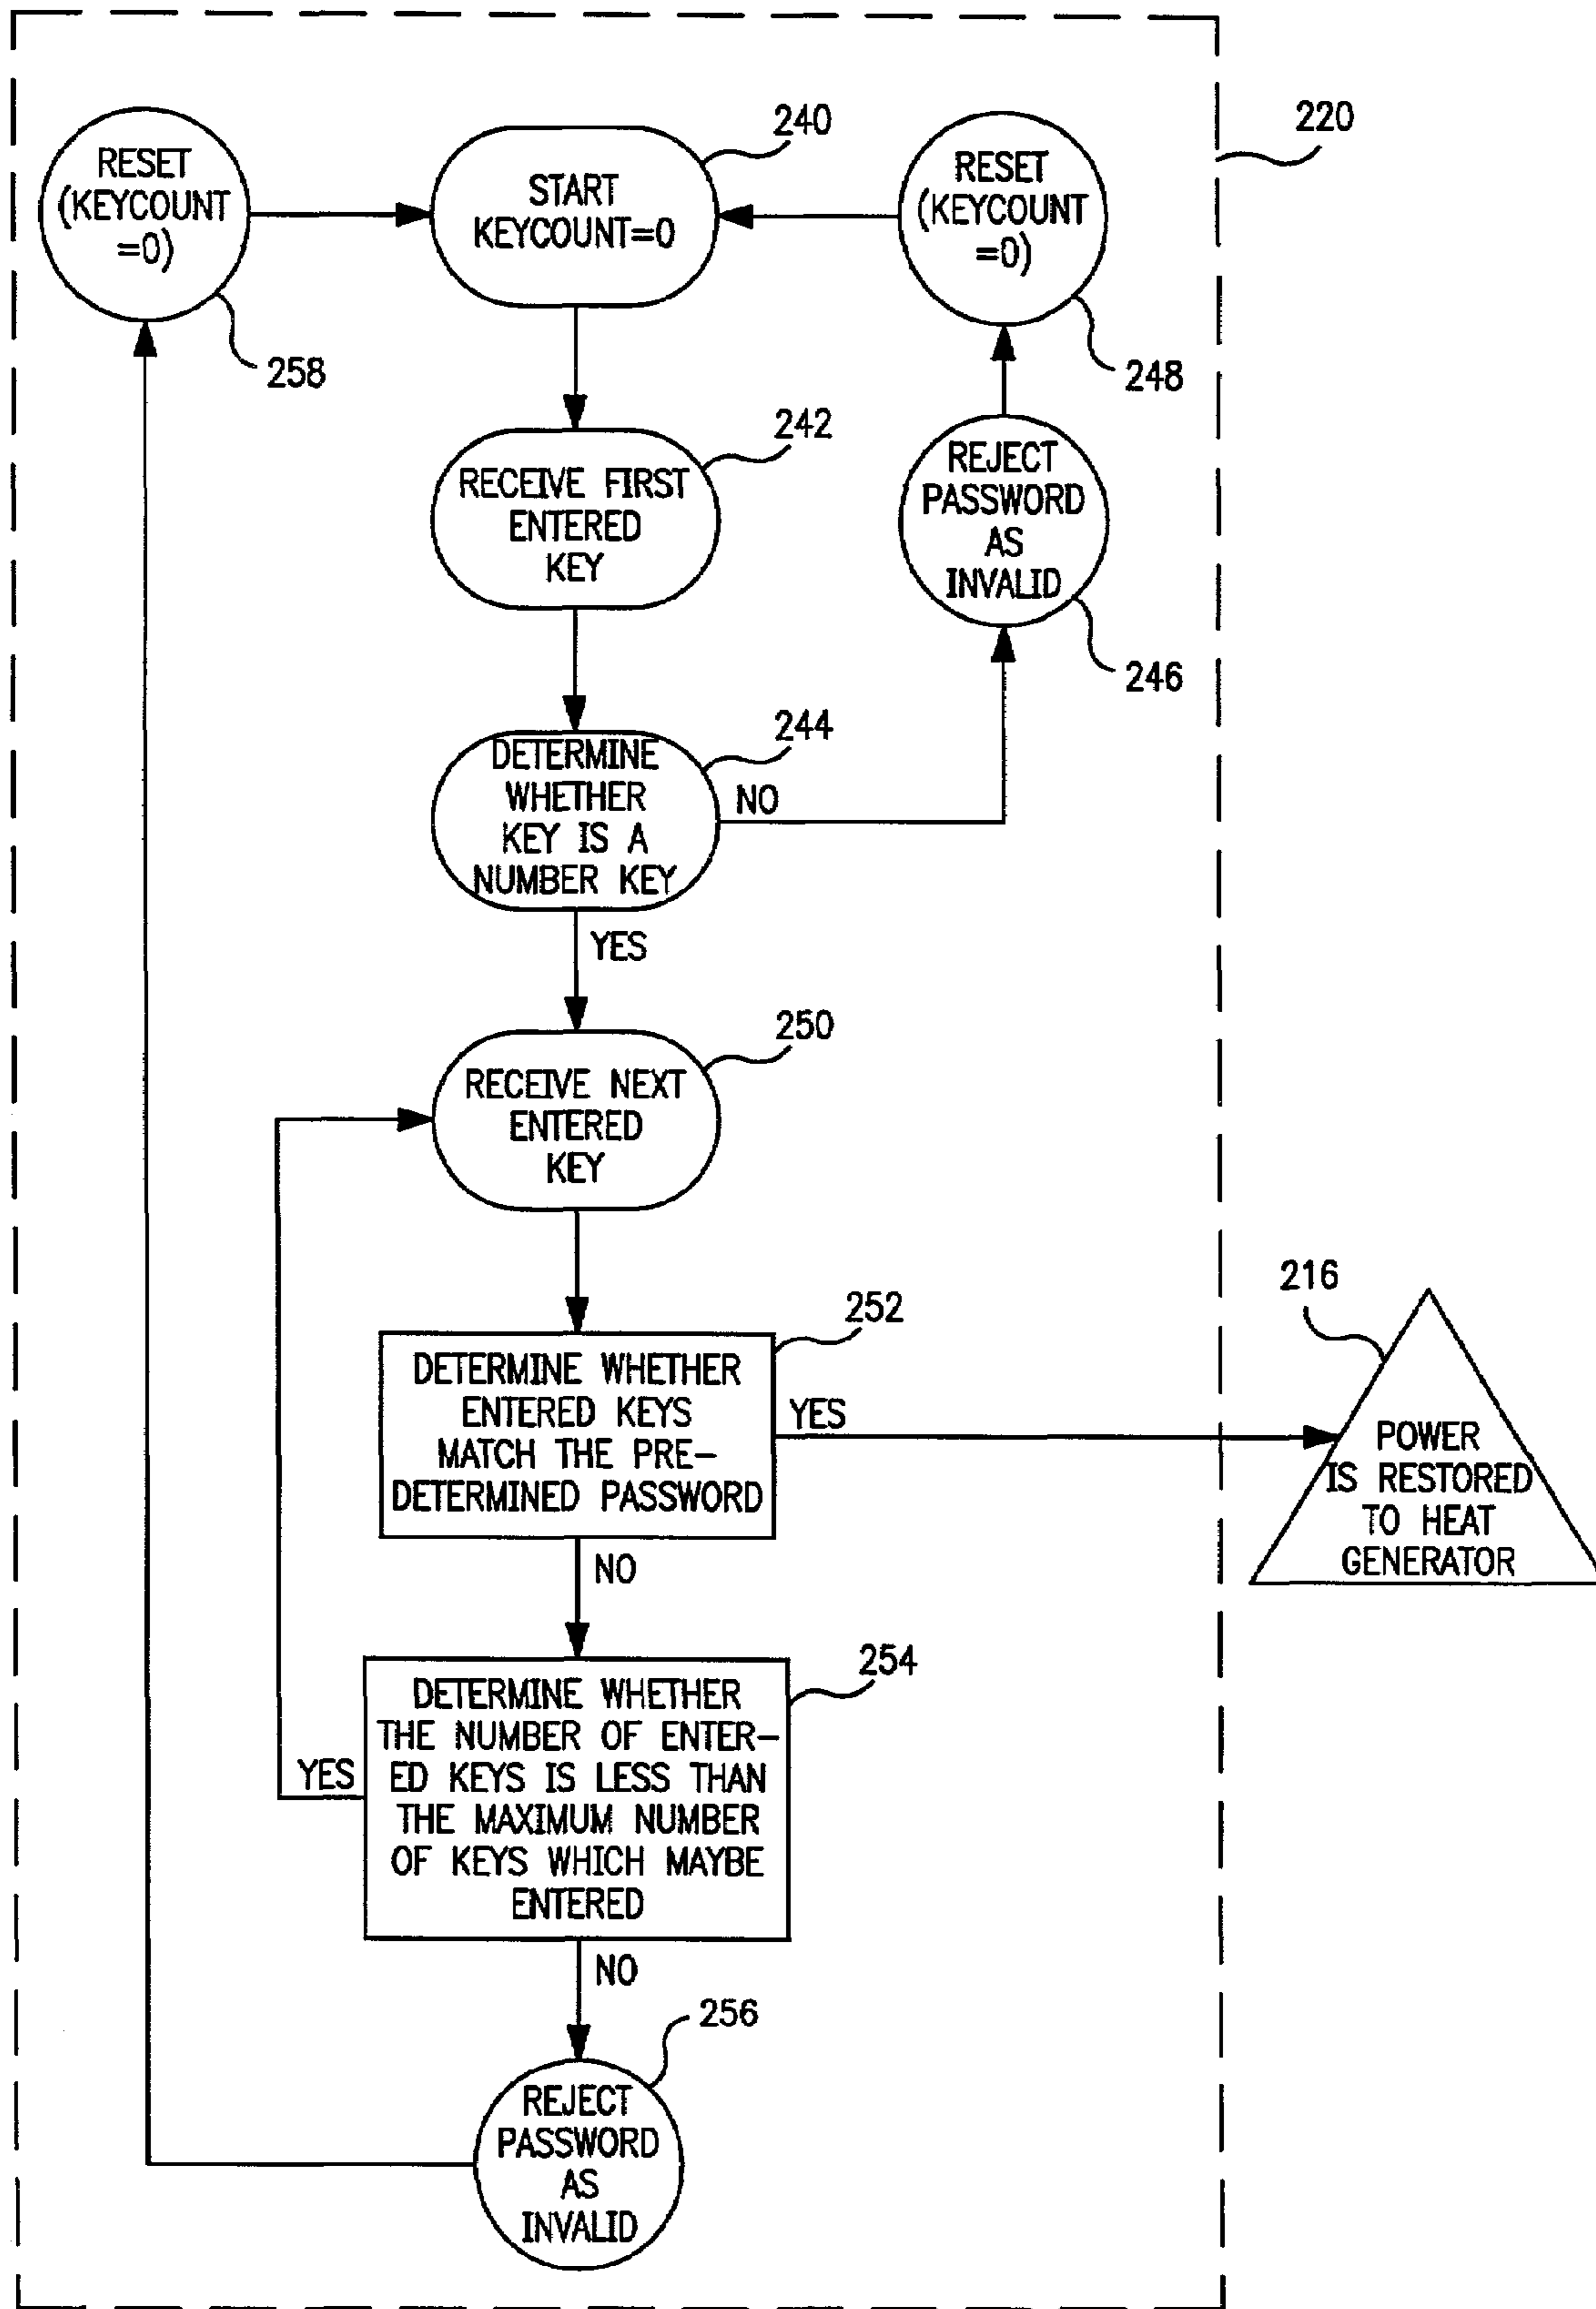 240
220
RESET
(KEYCOUNT
=0)
START
KEYCOUNT=0
RESET
(KEYCOUNT
=0)
258
248
242
RECEIVE FIRST
ENTERED
KEY
REJECT
PASSWORD
AS
INVALID
246
244
DETERMINE
WHETHER
KEY IS A
NUMBER KEY
NO
YES
250
RECEIVE NEXT
ENTERED
KEY
252
216
DETERMINE WHETHER
ENTERED KEYS
MATCH THE PRE-
DETERMINED PASSWORD
YES
POWER
IS RESTORED
TO HEAT
GENERATOR
NO
254
DETERMINE WHETHER
THE NUMBER OF ENTER-
ED KEYS IS LESS THAN
THE MAXIMUM NUMBER
OF KEYS WHICH MAYBE
ENTERED
YES
NO
256
REJECT
PASSWORD
AS
INVALID